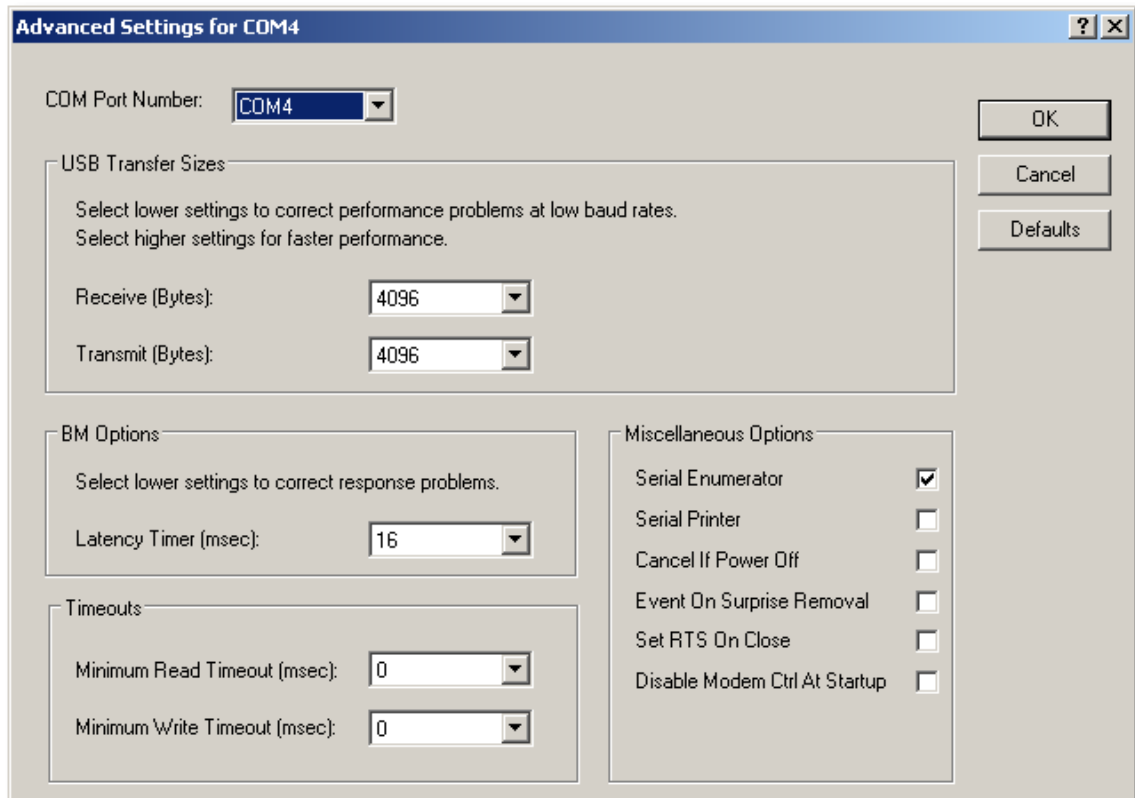 Advanced Settings for COM4
COM Port Number: COM4
OK
Cancel
Defaults
USB Transfer Sizes
Select lower settings to correct performance problems at low baud rates.
Select higher settings for faster performance.
Receive (Bytes): 4096
Transmit (Bytes): 4096
BM Options
Select lower settings to correct response problems.
Latency Timer (msec): 16
Timeouts
Minimum Read Timeout (msec): 0
Minimum Write Timeout (msec): 0
Miscellaneous Options
Serial Enumerator
Serial Printer
Cancel If Power Off
Event On Surprise Removal
Set RTS On Close
Disable Modem Ctrl At Startup